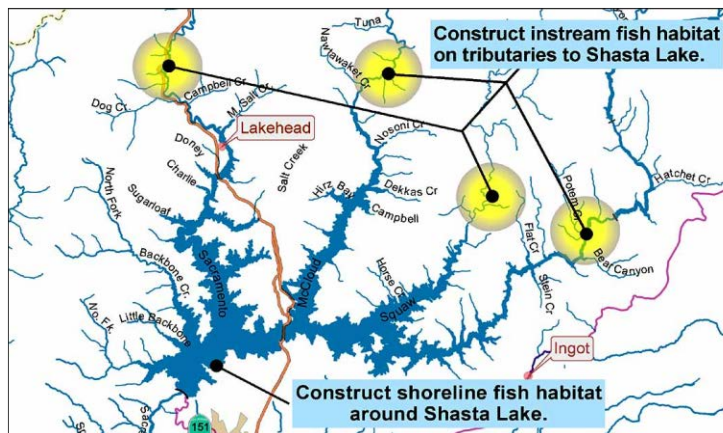 Tuna
Construct instream fish habitat
on tributaries to Shasta Lake.
Nawtawaket Cr
Campbell Cr.
Dog Cr.
M. Salt Cr
Nosoni Cr
Lakehead
Doney
Salt Creek
Charlie
North Fork
Sugarloaf
Hirz Bay
Dekkas Cr
Campbell
Potem Cr.
Hatchet Cr
Flat Cr
Backbone Cr.
Sacramento
McCloud
Horse Cr
Squaw
Bear Canyon
Stein Cr
No. Fk
Little Backbone
Ingot
Construct shoreline fish habitat
around Shasta Lake.
151